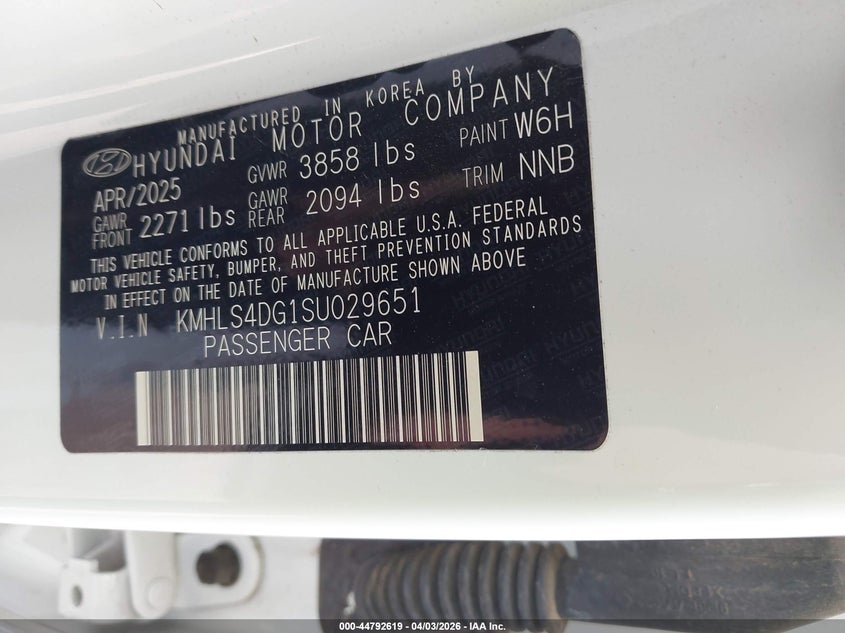 MANUFACTURED IN KOREA BY
HYUNDAI MOTOR COMPANY
APR/2025 GVWR 3858 lbs PAINT W6H
GAWR FRONT 2271 lbs GAWR REAR 2094 lbs TRIM NNB
THIS VEHICLE CONFORMS TO ALL APPLICABLE U.S.A. FEDERAL
MOTOR VEHICLE SAFETY, BUMPER, AND THEFT PREVENTION STANDARDS
IN EFFECT ON THE DATE OF MANUFACTURE SHOWN ABOVE
V.I.N KMHLS4DG1SU029651
PASSENGER CAR
000-44792619 - 04/03/2026 - IAA Inc.